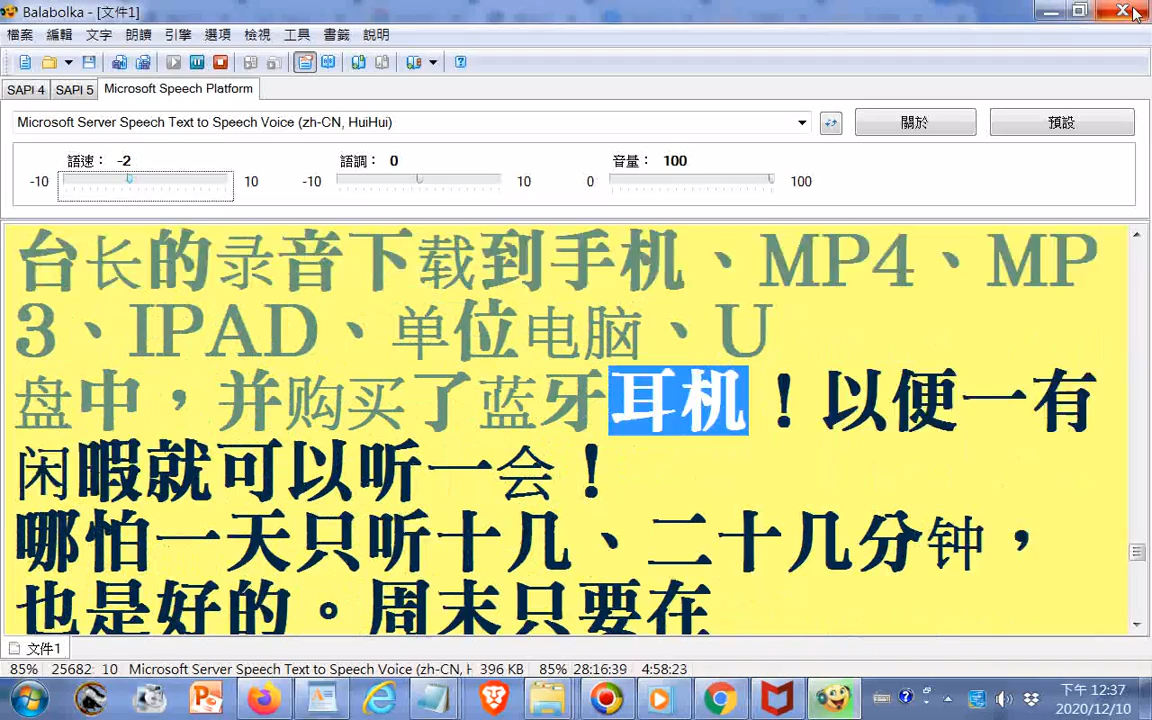 Balabolka - [文件1]
檔案 編輯 文字 朗讀 引擎 選項 檢視 工具 書籤 說明
SAPI 4 SAPI 5 Microsoft Speech Platform
Microsoft Server Speech Text to Speech Voice (zh-CN, HuiHui) 關於 預設
語速： -2 語調： 0 音量： 100
-10 10 -10 10 0 100
台长的录音下载到手机、MP4、MP
3、IPAD、单位电脑、U
盘中，并购买了蓝牙耳机！以便一有
闲暇就可以听一会！
哪怕一天只听十几、二十几分钟，
也是好的。周末只要在
文件1
85% 25682: 10 Microsoft Server Speech Text to Speech Voice (zh-CN, H 396 KB 85% 28:16:39 4:58:23
下午 12:37
2020/12/10